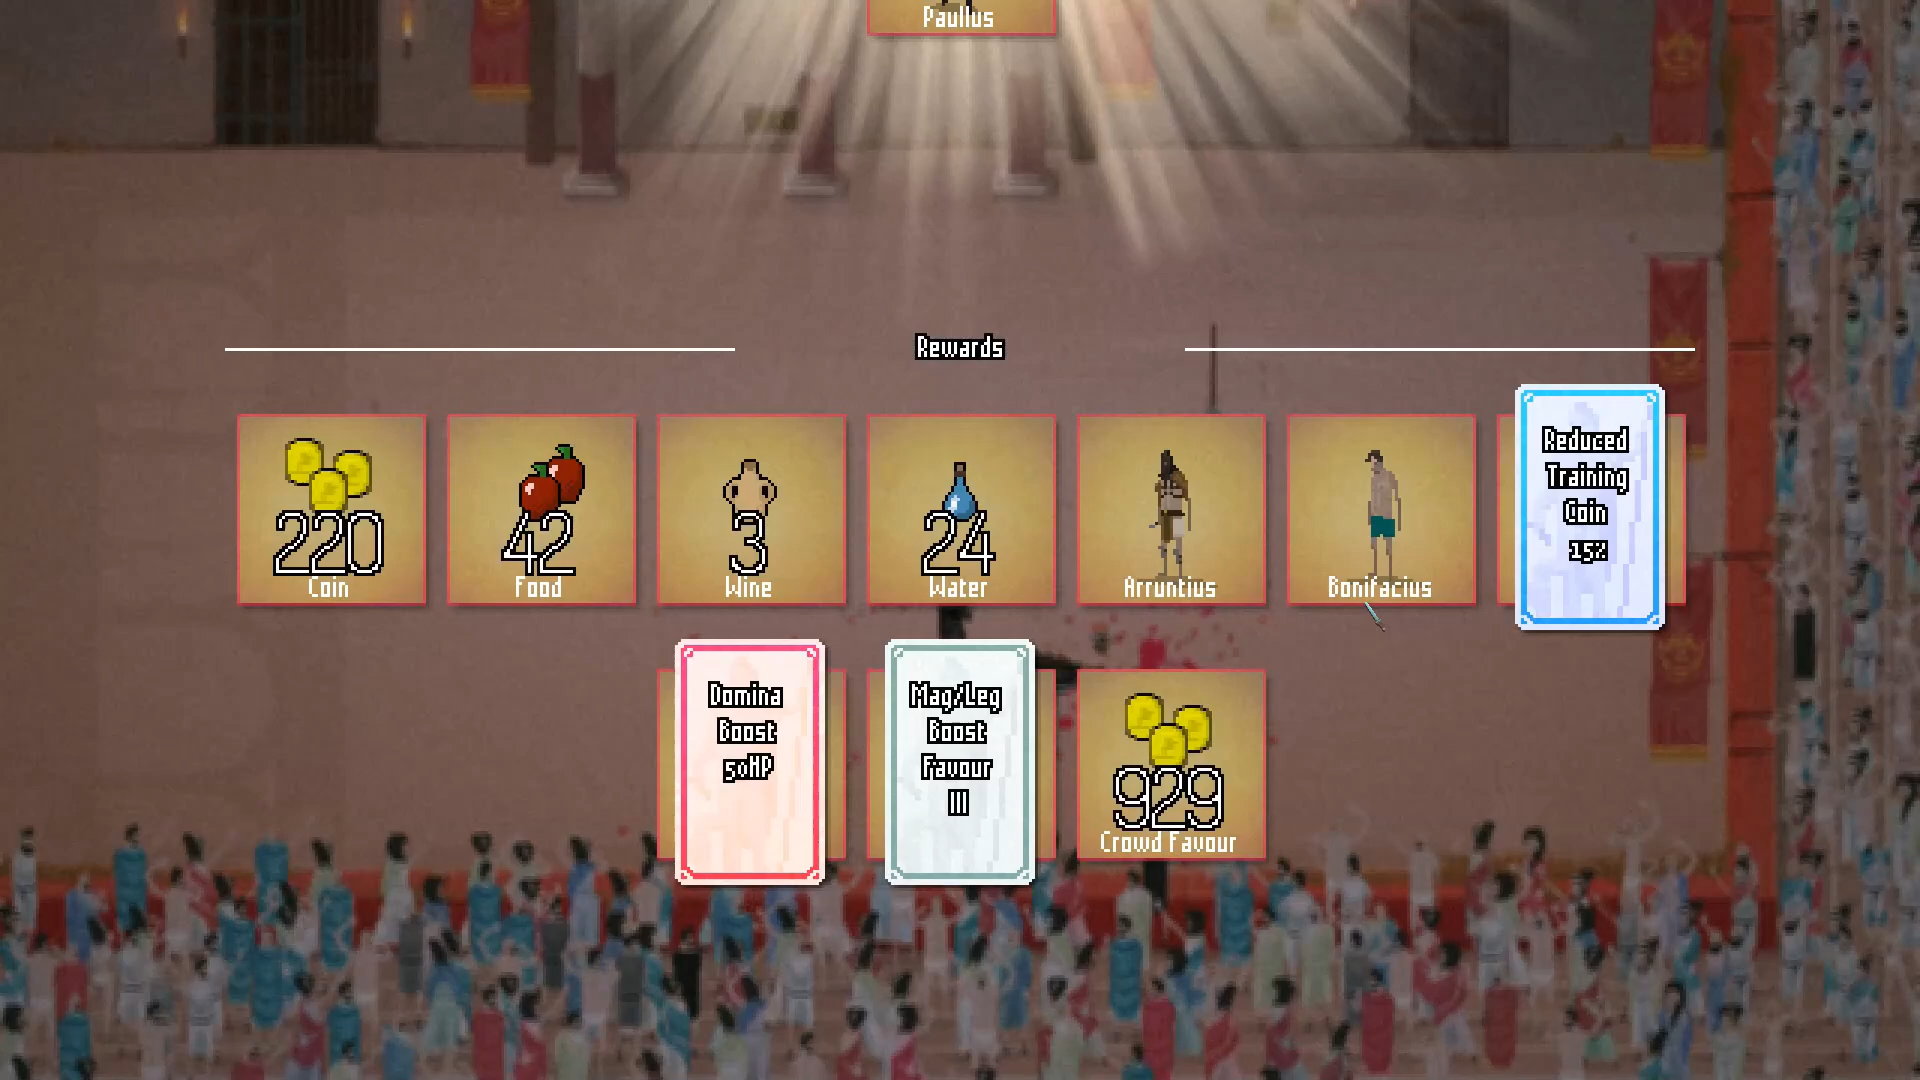 Paullus
Rewards
220
Coin
42
Food
3
Wine
24
Water
Arruntius
Bonifacius
Reduced
Training
Coin
15%
Domina
Boost
50HP
Mag/Leg
Boost
Favour
III
929
Crowd Favour